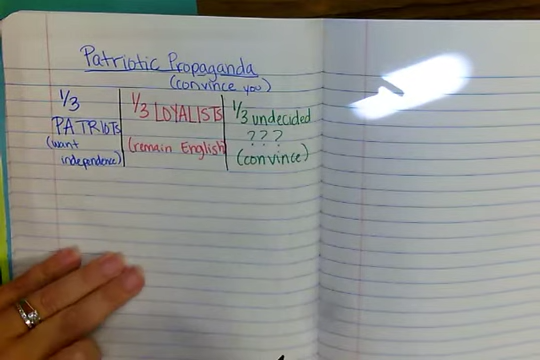 Patriotic Propaganda
(convince you)
1/3
PATRIOTS
(want
independence)
1/3 LOYALISTS
(remain English)
1/3 undecided
???
(convince)